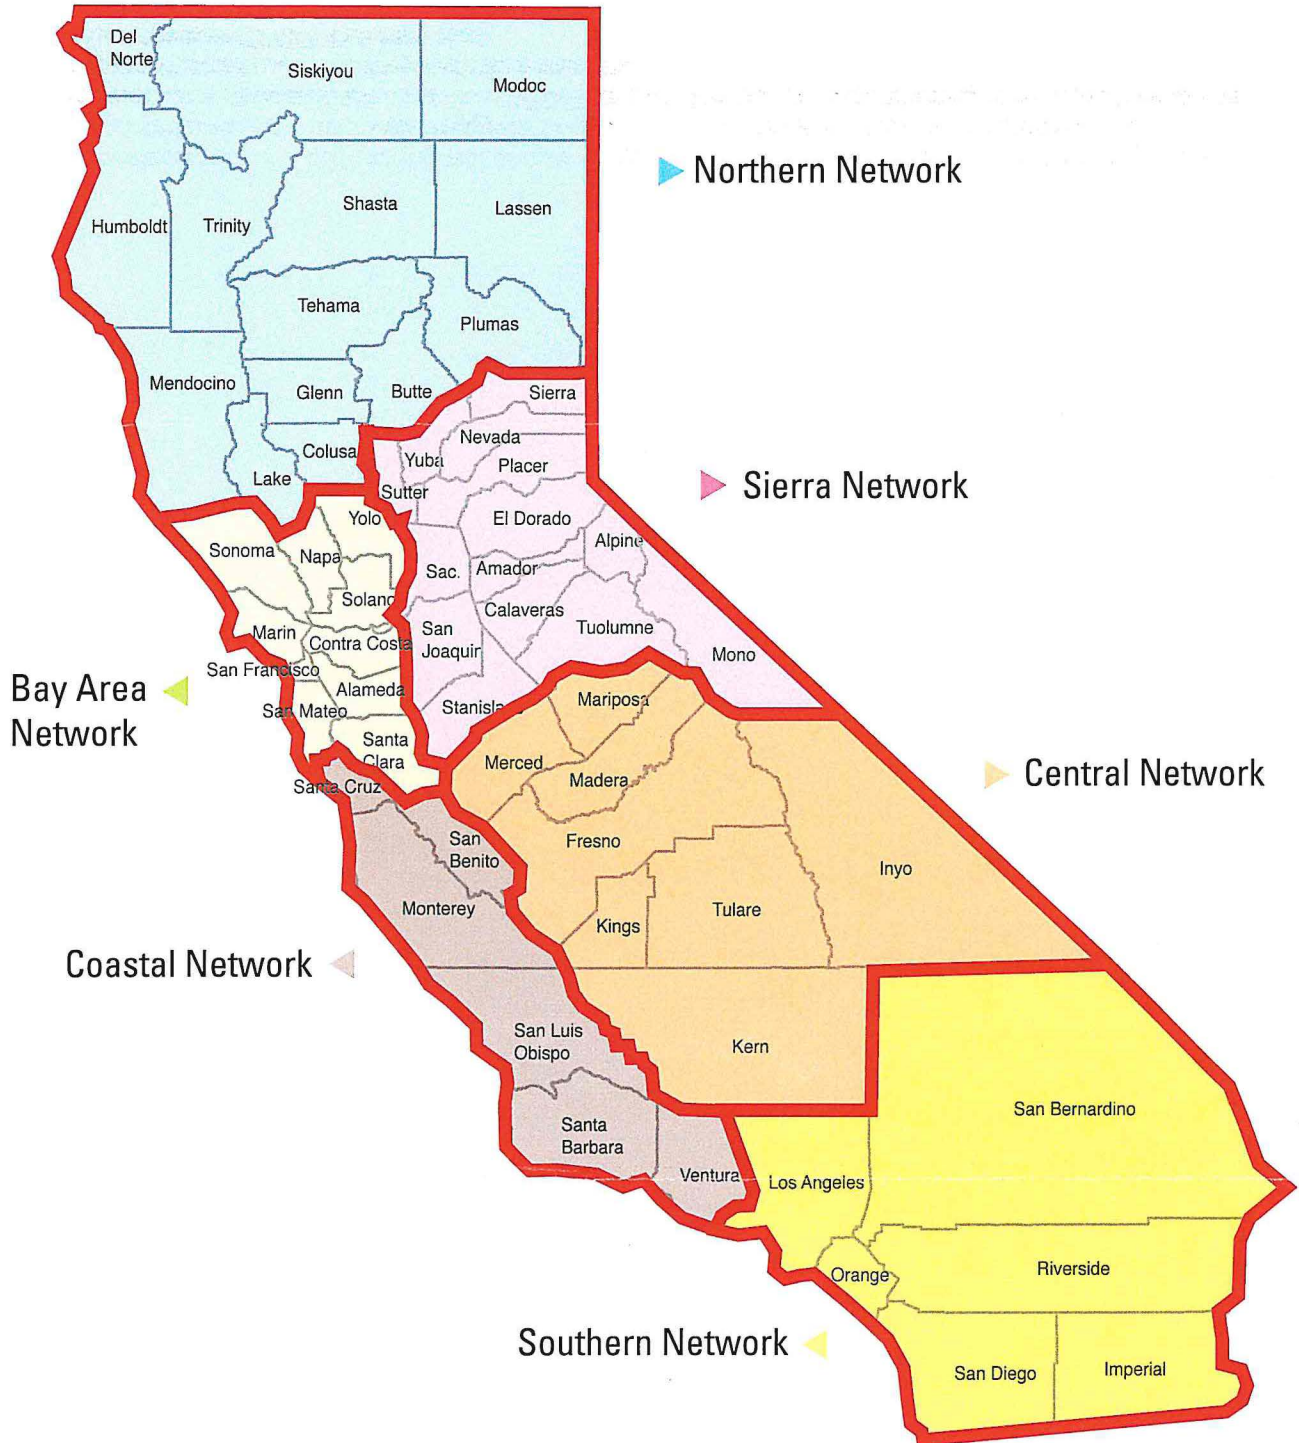 Del
Norte
Siskiyou
Modoc
Northern Network
Humboldt
Trinity
Shasta
Lassen
Tehama
Plumas
Mendocino
Glenn
Butte
Colusa
Lake
Sierra
Nevada
Yuba
Placer
Sutter
Sierra Network
El Dorado
Alpine
Sac.
Amador
Calaveras
Tuolumne
San
Joaquin
Mono
Stanisla
Yolo
Sonoma
Napa
Solano
Marin
Contra Costa
San Francisco
Alameda
San Mateo
Santa
Clara
Bay Area
Network
Mariposa
Merced
Madera
Central Network
Fresno
Inyo
Kings
Tulare
Kern
Santa Cruz
San
Benito
Monterey
Coastal Network
San Luis
Obispo
Santa
Barbara
Ventura
San Bernardino
Los Angeles
Orange
Riverside
Southern Network
San Diego
Imperial